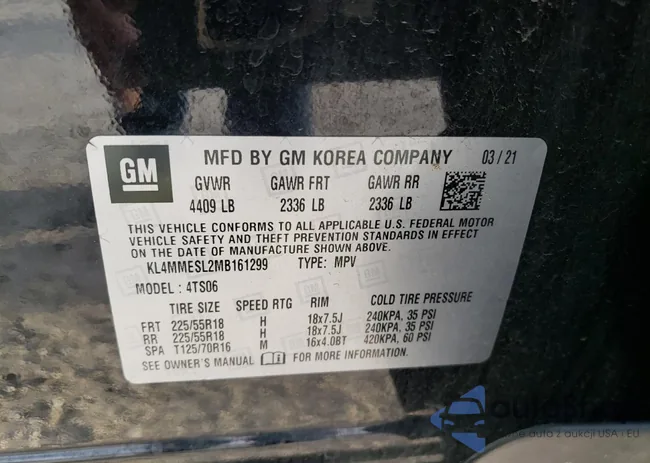 GM MFD BY GM KOREA COMPANY 03/21
GVWR GAWR FRT GAWR RR
4409 LB 2336 LB 2336 LB
THIS VEHICLE CONFORMS TO ALL APPLICABLE U.S. FEDERAL MOTOR
VEHICLE SAFETY AND THEFT PREVENTION STANDARDS IN EFFECT
ON THE DATE OF MANUFACTURE SHOWN ABOVE.
KL4MMESL2MB161299 TYPE: MPV
MODEL: 4TS06
TIRE SIZE SPEED RTG RIM COLD TIRE PRESSURE
FRT 225/55R18 H 18x7.5J 240KPA, 35 PSI
RR 225/55R18 H 18x7.5J 240KPA, 35 PSI
SPA T125/70R16 M 16x4.0BT 420KPA, 60 PSI
SEE OWNER'S MANUAL FOR MORE INFORMATION.
auto z aukcji USA i EU